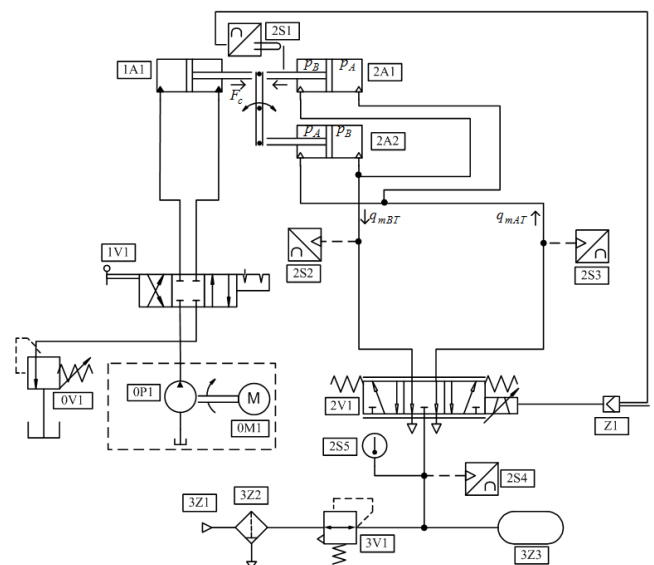 2S1
1A1
p_B p_A
2A1
F_c
p_A p_B
2A2
q_mBT
q_mAT
1V1
2S2
2S3
0V1
0P1
M
0M1
2V1
Z1
2S5
2S4
3Z1
3Z2
3V1
3Z3